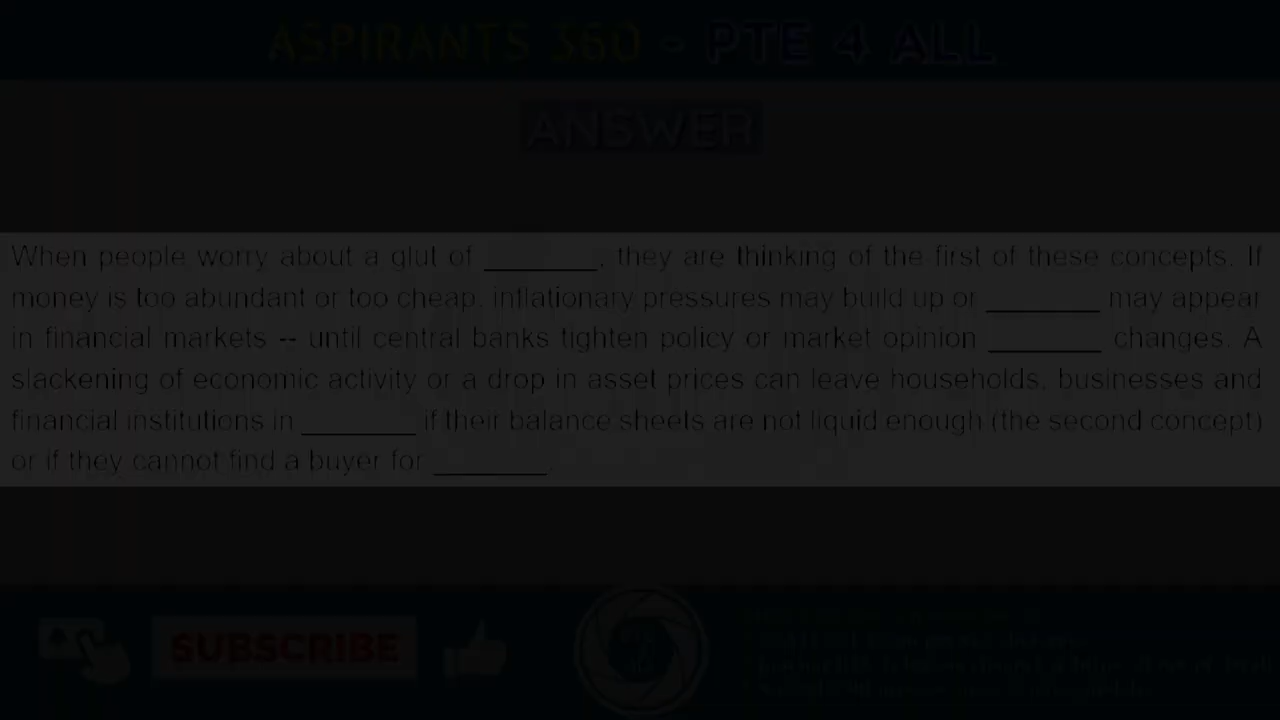 ASPIRANTS 360 - PTE 4 ALL
ANSWER
When people worry about a glut of ________, they are thinking of the first of these concepts. If
money is too abundant or too cheap, inflationary pressures may build up or ________ may appear
in financial markets -- until central banks tighten policy or market opinion ________ changes. A
slackening of economic activity or a drop in asset prices can leave households, businesses and
financial institutions in ________ if their balance sheets are not liquid enough (the second concept)
or if they cannot find a buyer for ________.
SUBSCRIBE